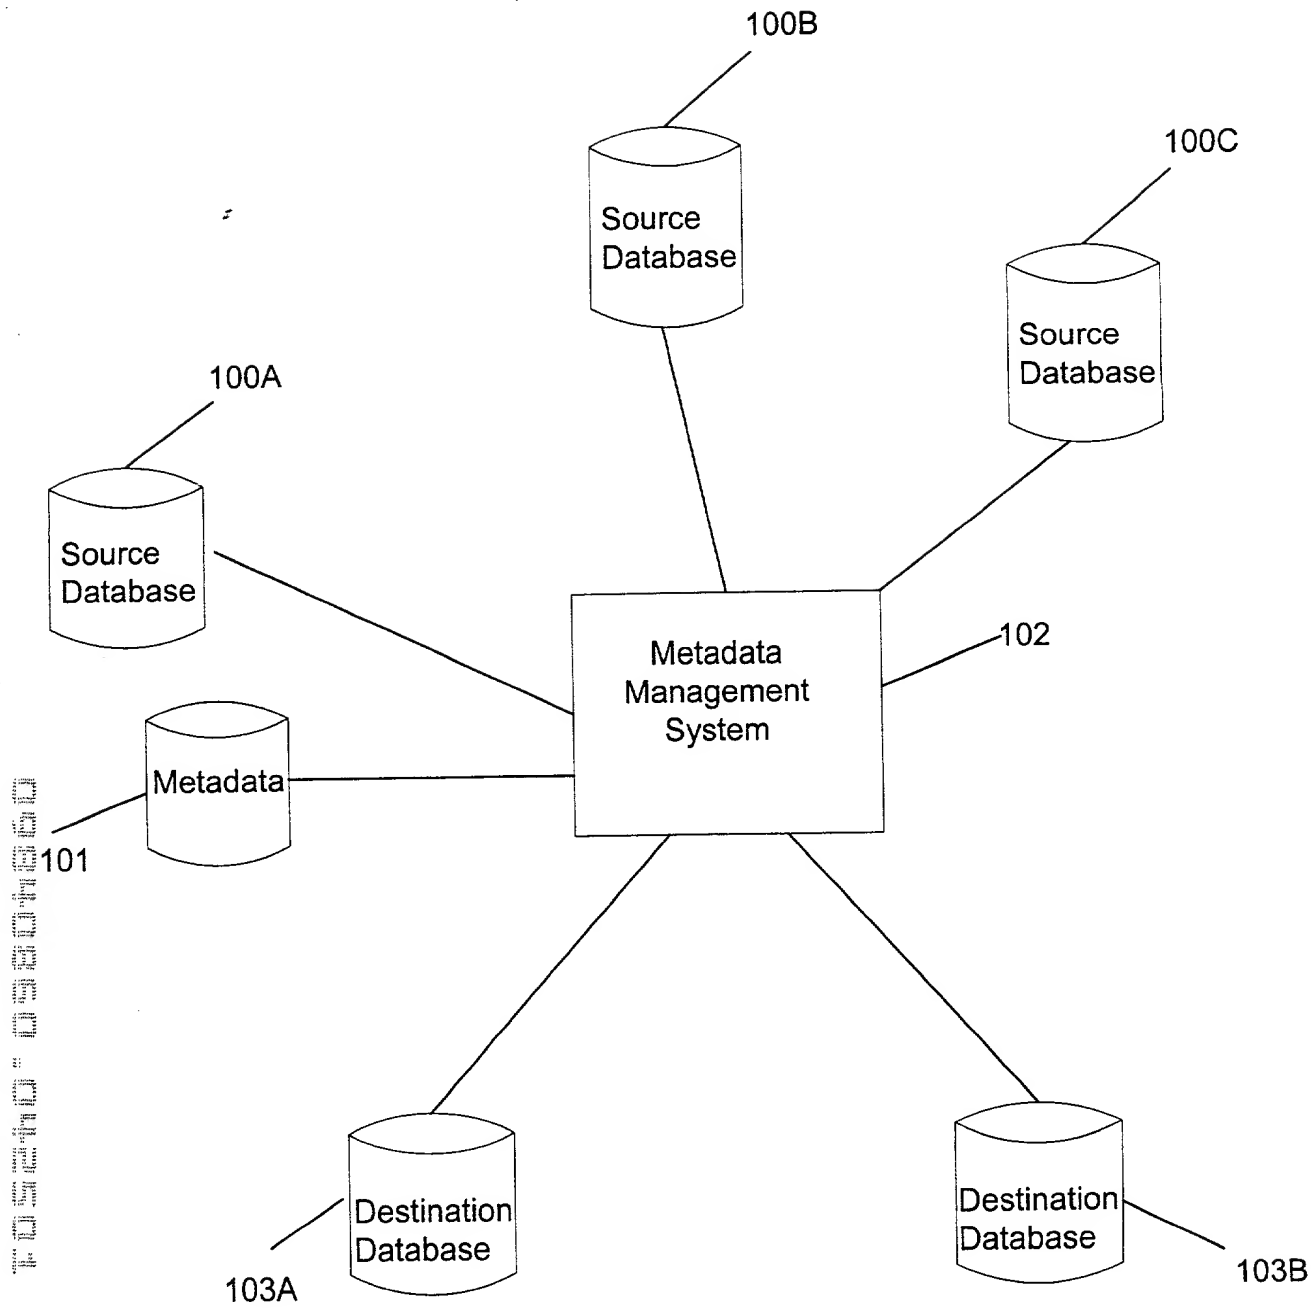 100B
100C
Source
Database
Source
Database
100A
Source
Database
102
Metadata
Management
System
Metadata
101
Destination
Database
Destination
Database
103A
103B